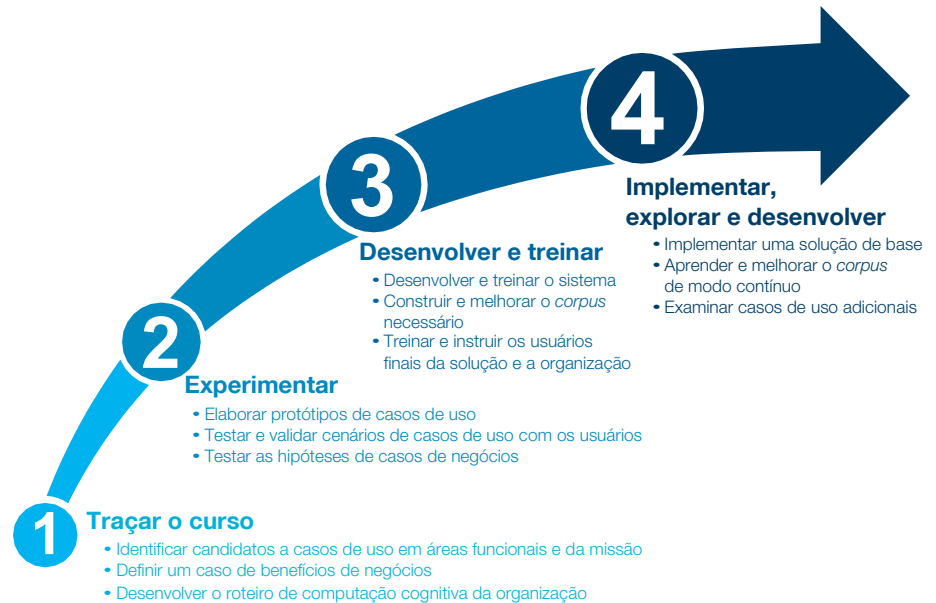 1
Traçar o curso
• Identificar candidatos a casos de uso em áreas funcionais e da missão
• Definir um caso de benefícios de negócios
• Desenvolver o roteiro de computação cognitiva da organização
2
Experimentar
• Elaborar protótipos de casos de uso
• Testar e validar cenários de casos de uso com os usuários
• Testar as hipóteses de casos de negócios
3
Desenvolver e treinar
• Desenvolver e treinar o sistema
• Construir e melhorar o corpus
necessário
• Treinar e instruir os usuários
finais da solução e a organização
4
Implementar,
explorar e desenvolver
• Implementar uma solução de base
• Aprender e melhorar o corpus
de modo contínuo
• Examinar casos de uso adicionais